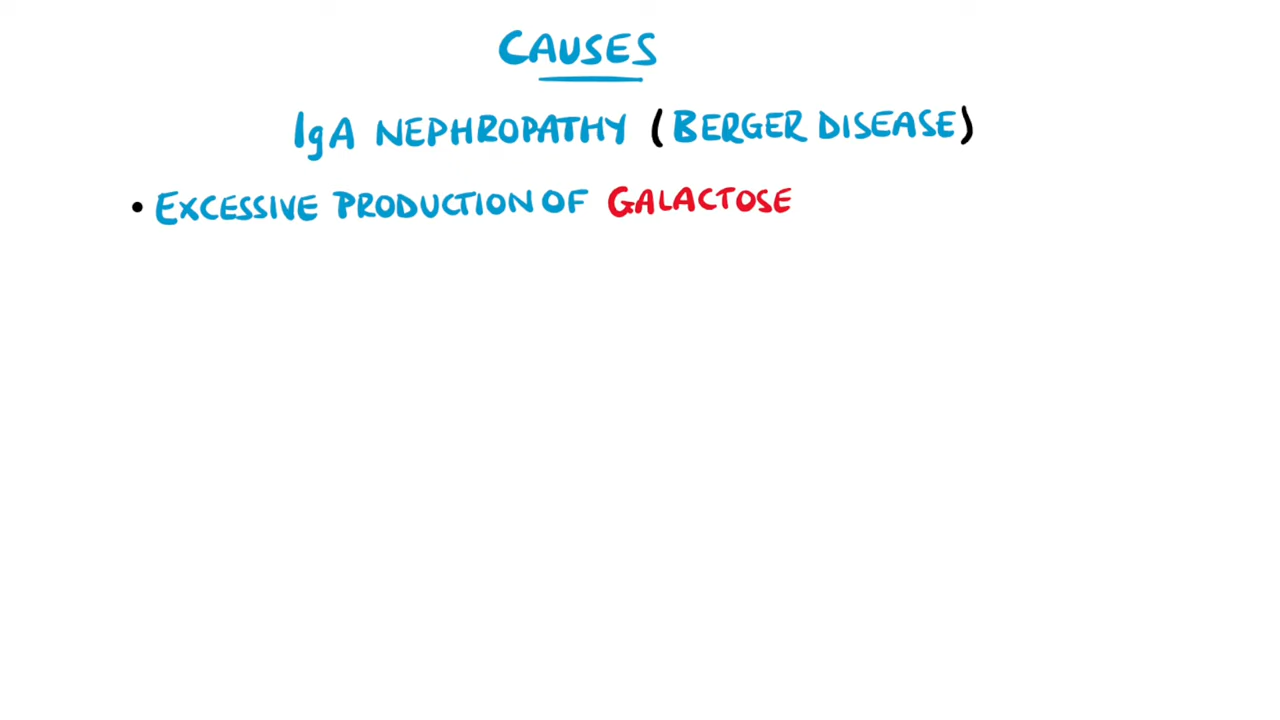 CAUSES
IgA NEPHROPATHY (BERGER DISEASE)
• EXCESSIVE PRODUCTION OF GALACTOSE